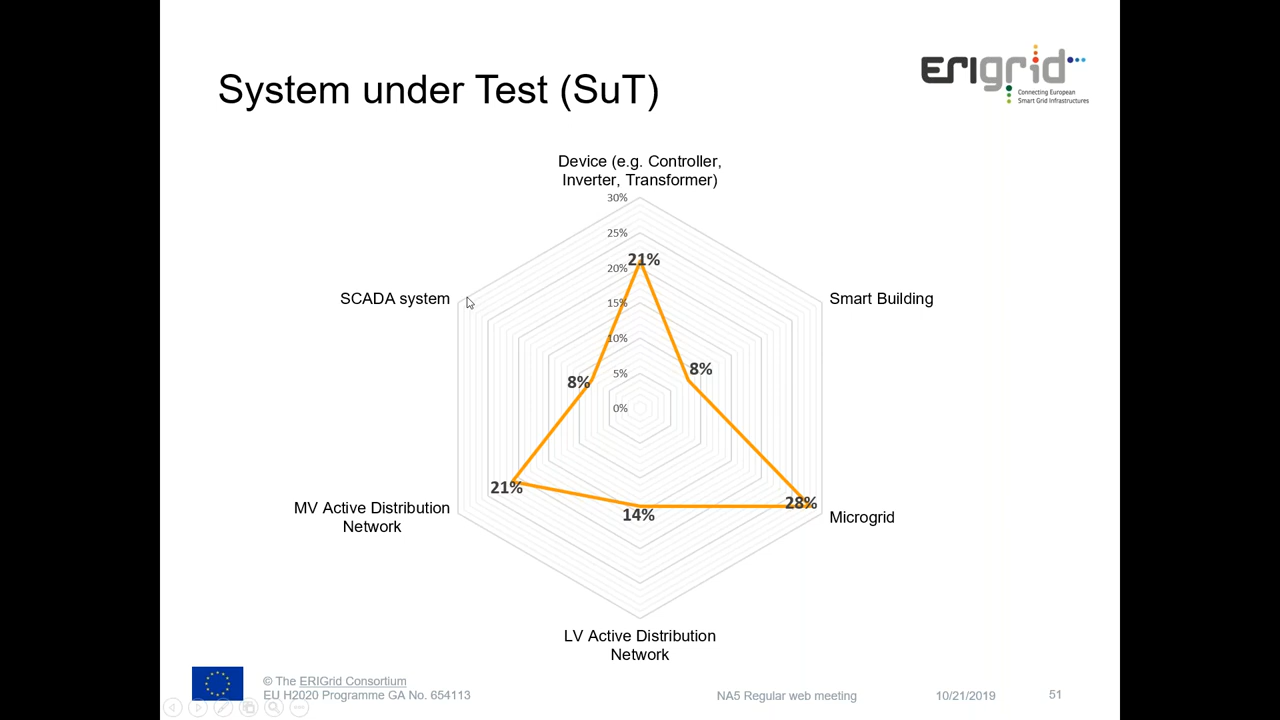 System under Test (SuT)
ERIgrid
Connecting European
Smart Grid Infrastructures
Device (e.g. Controller,
Inverter, Transformer)
30%
25%
21%
20%
SCADA system
Smart Building
15%
10%
5%
8%
8%
0%
21%
28%
MV Active Distribution
Network
14%
Microgrid
LV Active Distribution
Network
© The ERIGrid Consortium
EU H2020 Programme GA No. 654113
NA5 Regular web meeting
10/21/2019
51